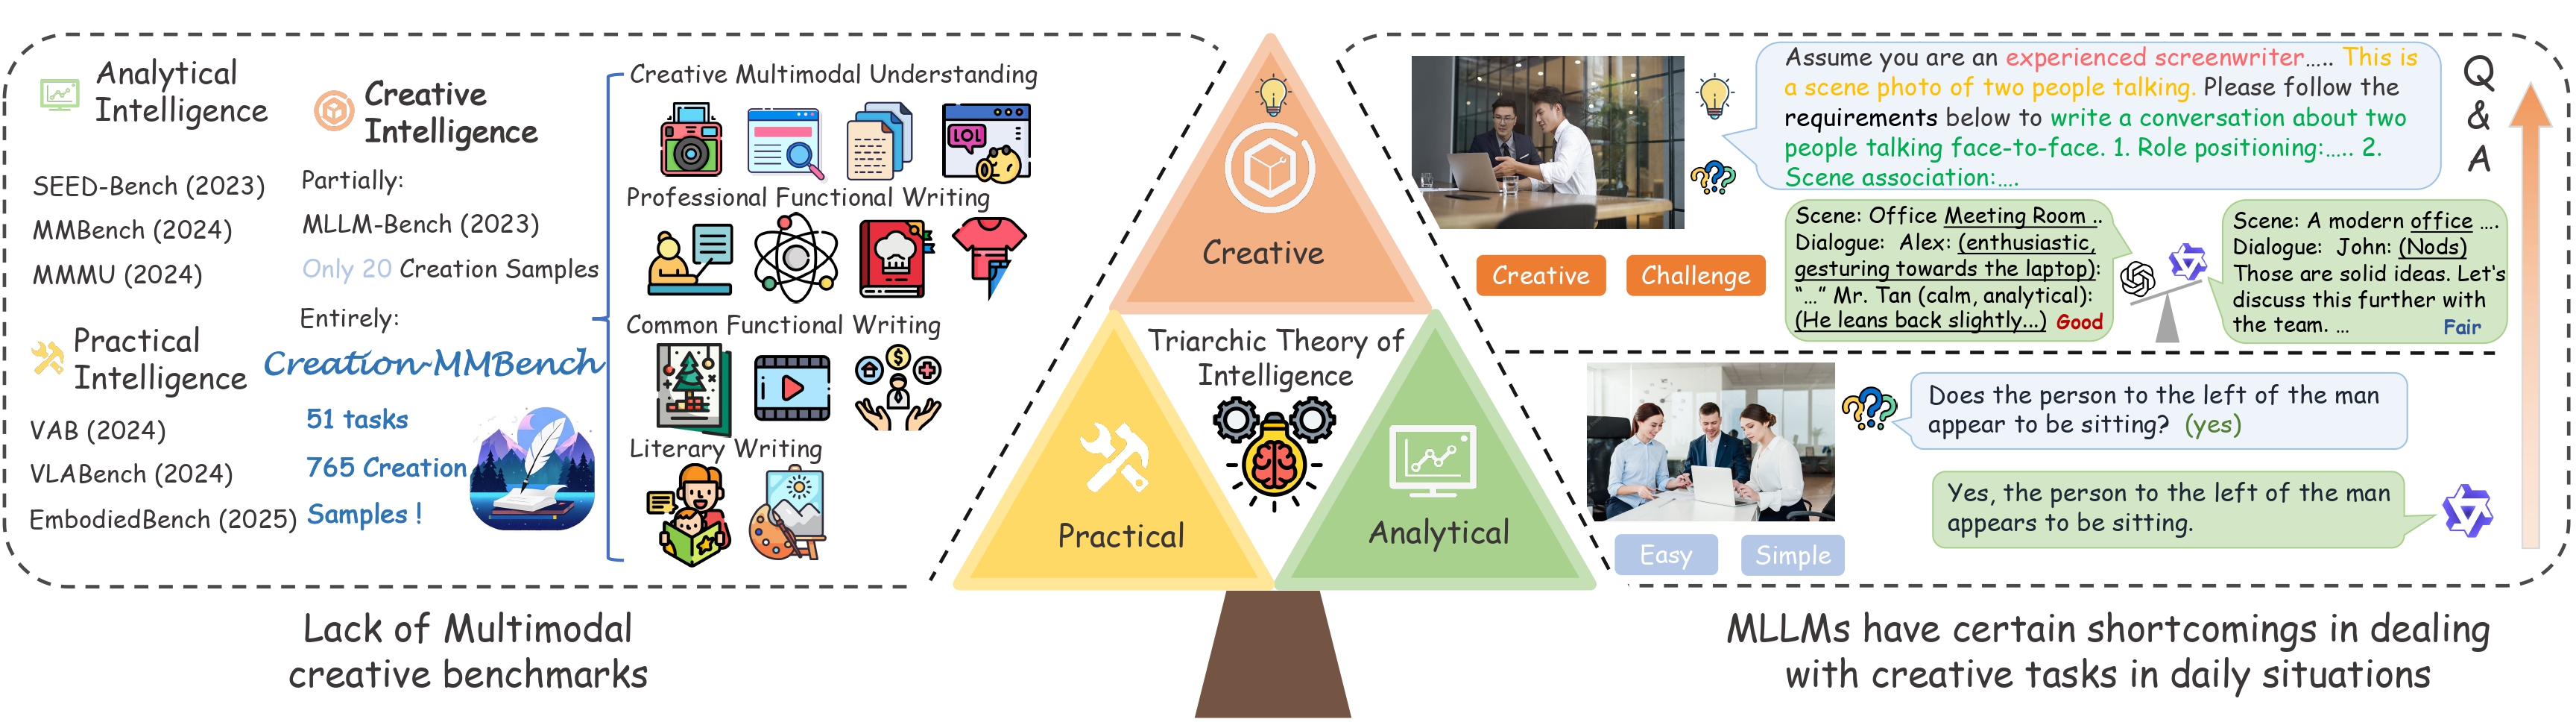 Analytical
Intelligence
SEED-Bench (2023)
MMBench (2024)
MMMU (2024)
Practical
Intelligence
VAB (2024)
VLABench (2024)
EmbodiedBench (2025)
Creative
Intelligence
Partially:
MLLM-Bench (2023)
Only 20 Creation Samples
Entirely:
Creation-MMBench
51 tasks
765 Creation
Samples !
Creative Multimodal Understanding
LOL
Professional Functional Writing
Common Functional Writing
$
Literary Writing
Lack of Multimodal
creative benchmarks
Creative
Triarchic Theory of
Intelligence
Practical
Analytical
Creative
Challenge
Assume you are an experienced screenwriter..... This is
a scene photo of two people talking. Please follow the
requirements below to write a conversation about two
people talking face-to-face. 1. Role positioning:..... 2.
Scene association:....
Scene: Office Meeting Room ..
Dialogue: Alex: (enthusiastic,
gesturing towards the laptop):
“...” Mr. Tan (calm, analytical):
(He leans back slightly...) Good
Scene: A modern office ....
Dialogue: John: (Nods)
Those are solid ideas. Let's
discuss this further with
the team. ...
Fair
Q
&
A
Easy
Simple
Does the person to the left of the man
appear to be sitting? (yes)
Yes, the person to the left of the man
appears to be sitting.
MLLMs have certain shortcomings in dealing
with creative tasks in daily situations